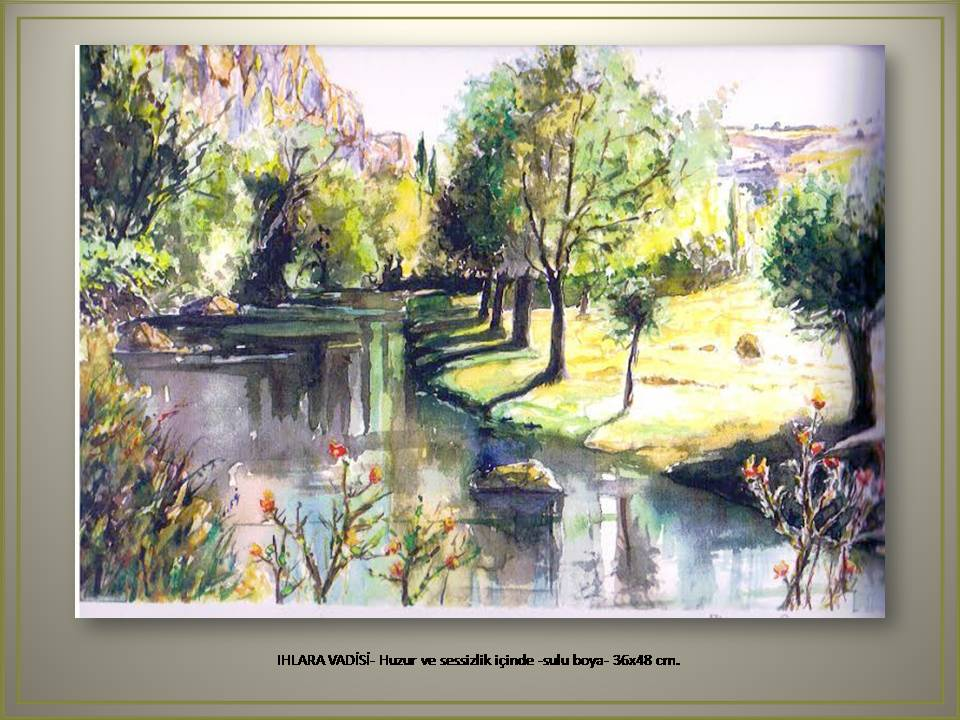 IHLARA VADİSİ- Huzur ve sessizlik içinde -sulu boya- 36x48 cm.